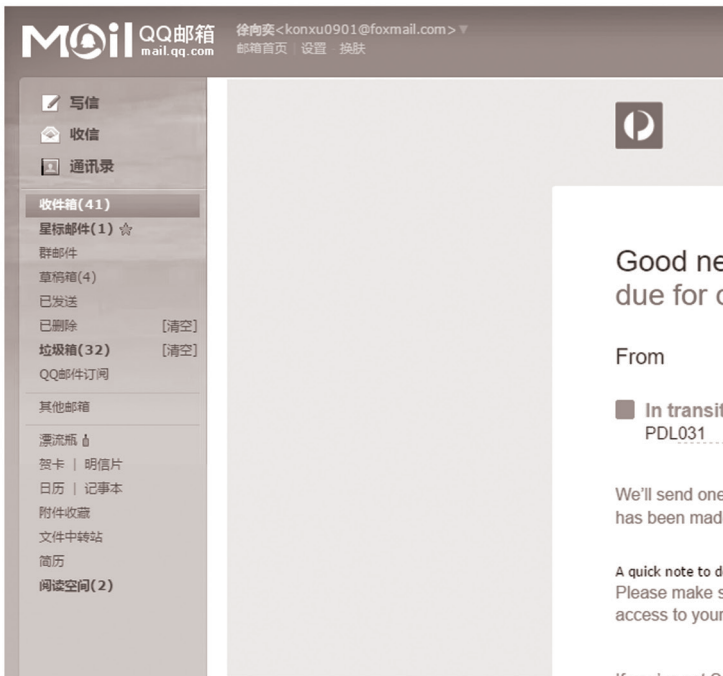 Mail QQ邮箱
mail.qq.com
徐向奕<konxu0901@foxmail.com>
邮箱首页 | 设置 - 换肤
写信
收信
通讯录
收件箱(41)
星标邮件(1)
群邮件
草稿箱(4)
已发送
已删除 [清空]
垃圾箱(32) [清空]
QQ邮件订阅
其他邮箱
漂流瓶
贺卡 | 明信片
日历 | 记事本
附件收藏
文件中转站
简历
阅读空间(2)
Good ne
due for
From
In transit
PDL031
We'll send one
has been mad
A quick note to d
Please make s
access to your